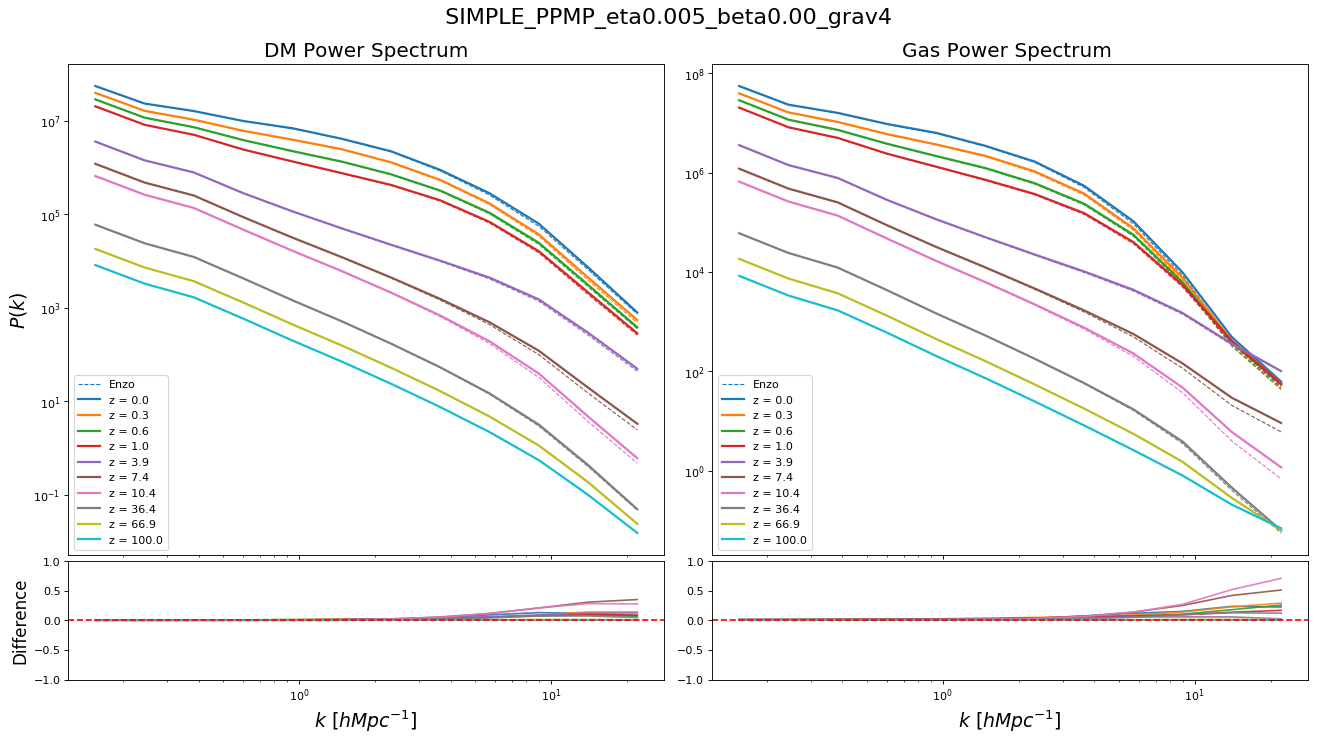 SIMPLE_PPMP_eta0.005_beta0.00_grav4
DM Power Spectrum
10^7
10^5
10^3
10^1
10^{-1}
P(k)
Enzo
z = 0.0
z = 0.3
z = 0.6
z = 1.0
z = 3.9
z = 7.4
z = 10.4
z = 36.4
z = 66.9
z = 100.0
Gas Power Spectrum
10^8
10^6
10^4
10^2
10^0
Enzo
z = 0.0
z = 0.3
z = 0.6
z = 1.0
z = 3.9
z = 7.4
z = 10.4
z = 36.4
z = 66.9
z = 100.0
Difference
1.0
0.5
0.0
−0.5
−1.0
10^0
10^1
k [hMpc^{-1}]
1.0
0.5
0.0
−0.5
−1.0
10^0
10^1
k [hMpc^{-1}]